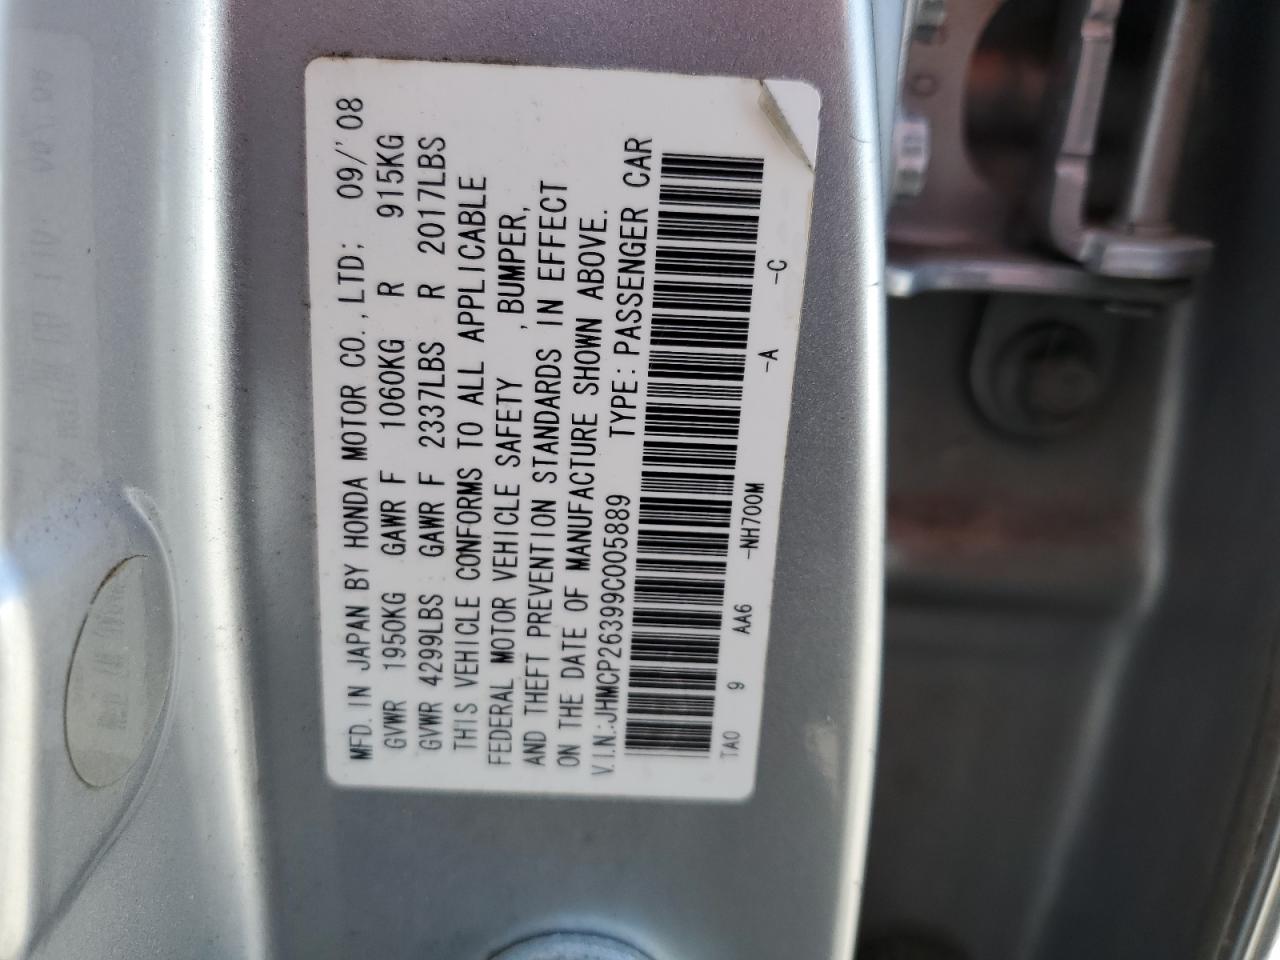 MFD. IN JAPAN BY HONDA MOTOR CO., LTD; 09/'08
GVWR 1950KG GAWR F 1060KG R 915KG
GVWR 4299LBS GAWR F 2337LBS R 2017LBS
THIS VEHICLE CONFORMS TO ALL APPLICABLE
FEDERAL MOTOR VEHICLE SAFETY ,BUMPER,
AND THEFT PREVENTION STANDARDS IN EFFECT
ON THE DATE OF MANUFACTURE SHOWN ABOVE.
V.I.N.:JHMCP26399C005889 TYPE:PASSENGER CAR
TA0 9 AA6 -NH700M -A -C